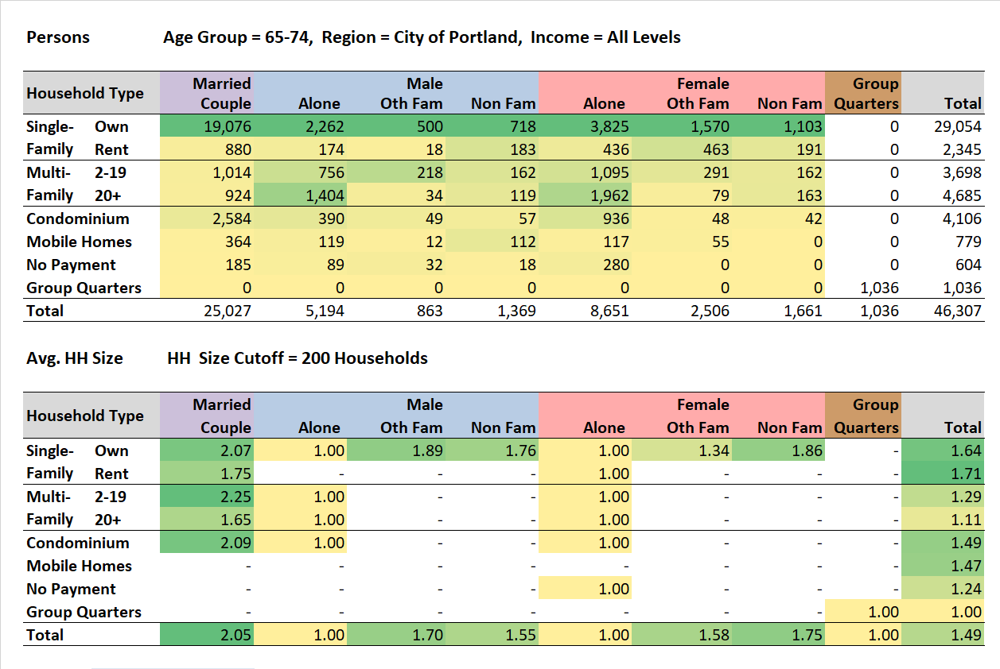 Persons Age Group = 65-74, Region = City of Portland, Income = All Levels
Household Type Married Couple Male Female Group Quarters Total
Alone Oth Fam Non Fam Alone Oth Fam Non Fam
Single- Own 19,076 2,262 500 718 3,825 1,570 1,103 0 29,054
Family Rent 880 174 18 183 436 463 191 0 2,345
Multi- 2-19 1,014 756 218 162 1,095 291 162 0 3,698
Family 20+ 924 1,404 34 119 1,962 79 163 0 4,685
Condominium 2,584 390 49 57 936 48 42 0 4,106
Mobile Homes 364 119 12 112 117 55 0 0 779
No Payment 185 89 32 18 280 0 0 0 604
Group Quarters 0 0 0 0 0 0 0 1,036 1,036
Total 25,027 5,194 863 1,369 8,651 2,506 1,661 1,036 46,307
Avg. HH Size HH Size Cutoff = 200 Households
Household Type Married Couple Male Female Group Quarters Total
Alone Oth Fam Non Fam Alone Oth Fam Non Fam
Single- Own 2.07 1.00 1.89 1.76 1.00 1.34 1.86 - 1.64
Family Rent 1.75 - - - 1.00 - - - 1.71
Multi- 2-19 2.25 1.00 - - 1.00 - - - 1.29
Family 20+ 1.65 1.00 - - 1.00 - - - 1.11
Condominium 2.09 1.00 - - 1.00 - - - 1.49
Mobile Homes - - - - - - - - 1.47
No Payment - - - - 1.00 - - - 1.24
Group Quarters - - - - - - - 1.00 1.00
Total 2.05 1.00 1.70 1.55 1.00 1.58 1.75 1.00 1.49